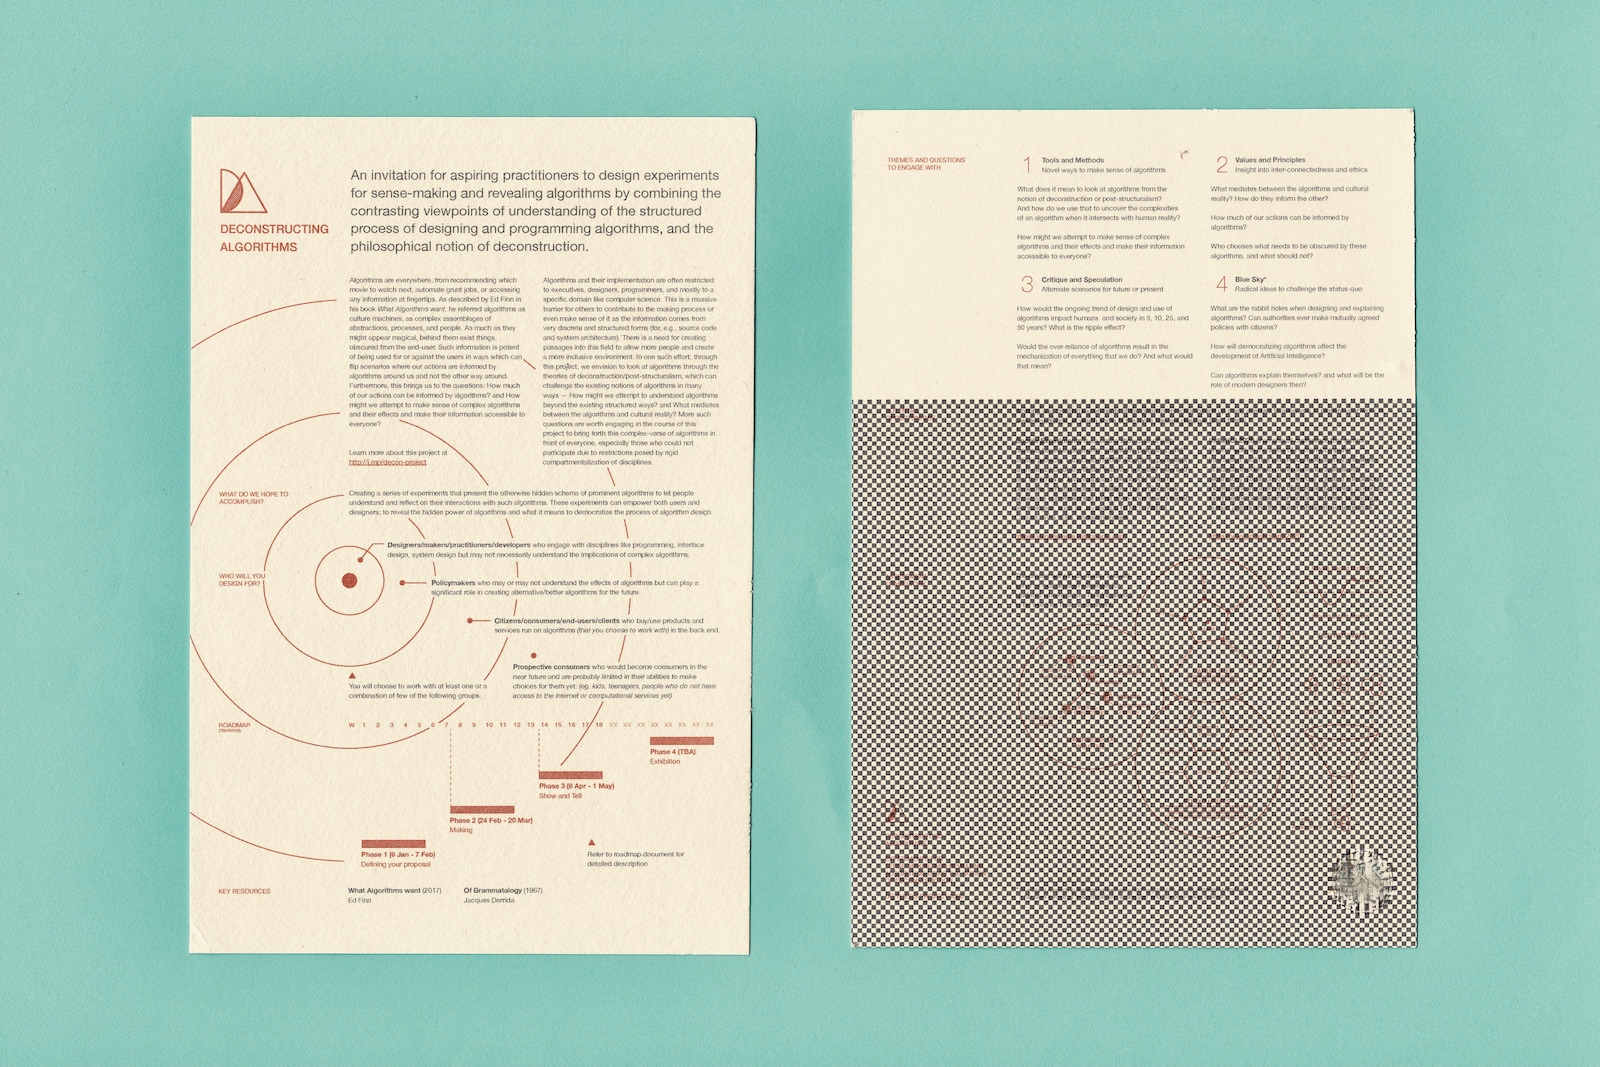 DECONSTRUCTING
ALGORITHMS
An invitation for aspiring practitioners to design experiments
for sense-making and revealing algorithms by combining the
contrasting viewpoints of understanding of the structured
process of designing and programming algorithms, and the
philosophical notion of deconstruction.
Algorithms are everywhere, from recommending which
movie to watch next, automate grunt jobs, or accessing
any information at fingertips. As described by Ed Finn in
his book What Algorithms want, he referred algorithms as
culture machines, as complex assemblages of
abstractions, processes, and people. As much as they
might appear magical, behind them exist things,
obscured from the end-user. Such information is potent
of being used for or against the users in ways which can
flip scenarios where our actions are informed by
algorithms around us and not the other way around.
Furthermore, this brings us to the questions: How much
of our actions can be informed by algorithms? and How
might we attempt to make sense of complex algorithms
and their effects and make their information accessible to
everyone?
Learn more about this project at
http://j.mp/decon-project
Algorithms and their implementation are often restricted
to executives, designers, programmers, and mostly to a
specific domain like computer science. This is a massive
barrier for others to contribute to the making process or
even make sense of it as the information comes from
very discrete and structured forms (for, e.g., source code
and system architecture). There is a need for creating
passages into this field to allow more people and create
a more inclusive environment. In one such effort, through
this project, we envision to look at algorithms through the
theories of deconstruction/post-structuralism, which can
challenge the existing notions of algorithms in many
ways — How might we attempt to understand algorithms
beyond the existing structured ways? and What mediates
between the algorithms and cultural reality? More such
questions are worth engaging in the course of this
project to bring forth this complex-verse of algorithms in
front of everyone, especially those who could not
participate due to restrictions posed by rigid
compartmentalization of disciplines.
WHAT DO WE HOPE TO
ACCOMPLISH?
Creating a series of experiments that present the otherwise hidden schema of prominent algorithms to let people
understand and reflect on their interactions with such algorithms. These experiments can empower both users and
designers; to reveal the hidden power of algorithms and what it means to democratize the process of algorithm design.
WHO WILL YOU
DESIGN FOR?
Designers/makers/practitioners/developers who engage with disciplines like programming, interface
design, system design but may not necessarily understand the implications of complex algorithms.
Policymakers who may or may not understand the effects of algorithms but can play a
significant role in creating alternative/better algorithms for the future.
Citizens/consumers/end-users/clients who buy/use products and
services run on algorithms (that you choose to work with) in the back end.
Prospective consumers who would become consumers in the
near future and are probably limited in their abilities to make
choices for them yet. (eg. kids, teenagers, people who do not have
access to the internet or computational services yet)
You will choose to work with at least one or a
combination of few of the following groups.
ROADMAP
W 1 2 3 4 5 6 7 8 9 10 11 12 13 14 15 16 17 18 XX XX XX XX XX XX XX XX
Phase 4 (TBA)
Exhibition
Phase 3 (6 Apr - 1 May)
Show and Tell
Phase 2 (24 Feb - 20 Mar)
Making
Phase 1 (6 Jan - 7 Feb)
Defining your proposal
Refer to roadmap document for
detailed description
KEY RESOURCES
What Algorithms want (2017)
Ed Finn
Of Grammatalogy (1967)
Jacques Derrida
THEMES AND QUESTIONS
TO ENGAGE WITH
1 Tools and Methods
Novel ways to make sense of algorithms
What does it mean to look at algorithms from the
notion of deconstruction or post-structuralism?
And how do we use that to uncover the complexities
of an algorithm when it intersects with human reality?
How might we attempt to make sense of complex
algorithms and their effects and make their information
accessible to everyone?
2 Values and Principles
Insight into inter-connectedness and ethics
What mediates between the algorithms and cultural
reality? How do they inform the other?
How much of our actions can be informed by
algorithms?
Who chooses what needs to be obscured by these
algorithms, and what should not?
3 Critique and Speculation
Alternate scenarios for future or present
How would the ongoing trend of design and use of
algorithms impact humans and society in 5, 10, 25, and
50 years? What is the ripple effect?
Would the over-reliance of algorithms result in the
mechanization of everything that we do? And what would
that mean?
4 Blue Sky*
Radical ideas to challenge the status-quo
What are the rabbit holes when designing and explaining
algorithms? Can authorities ever make mutually agreed
policies with citizens?
How will democratizing algorithms affect the
development of Artificial Intelligence?
Can algorithms explain themselves? and what will be the
role of modern designers then?